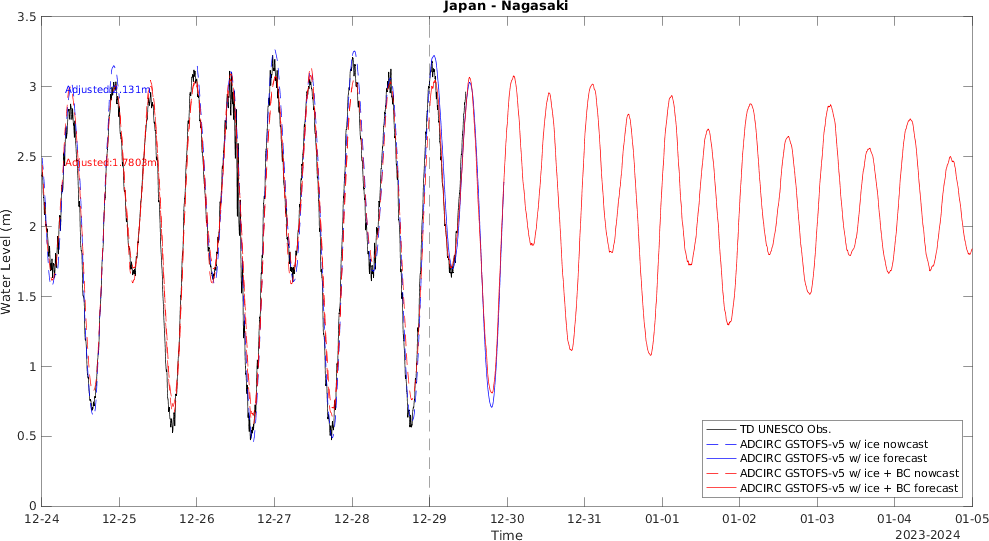 Japan - Nagasaki
3.5
3
2.5
2
1.5
1
0.5
0
Water Level (m)
Adjusted:1.7803m
TD UNESCO Obs.
ADCIRC GSTOFS-v5 w/ ice nowcast
ADCIRC GSTOFS-v5 w/ ice forecast
ADCIRC GSTOFS-v5 w/ ice + BC nowcast
ADCIRC GSTOFS-v5 w/ ice + BC forecast
12-24 12-25 12-26 12-27 12-28 12-29 12-30 12-31 01-01 01-02 01-03 01-04 01-05
Time
2023-2024